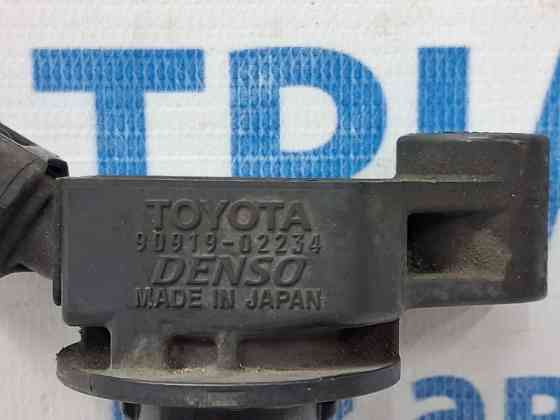 TOYOTA
90919-02234
DENSO
MADE IN JAPAN